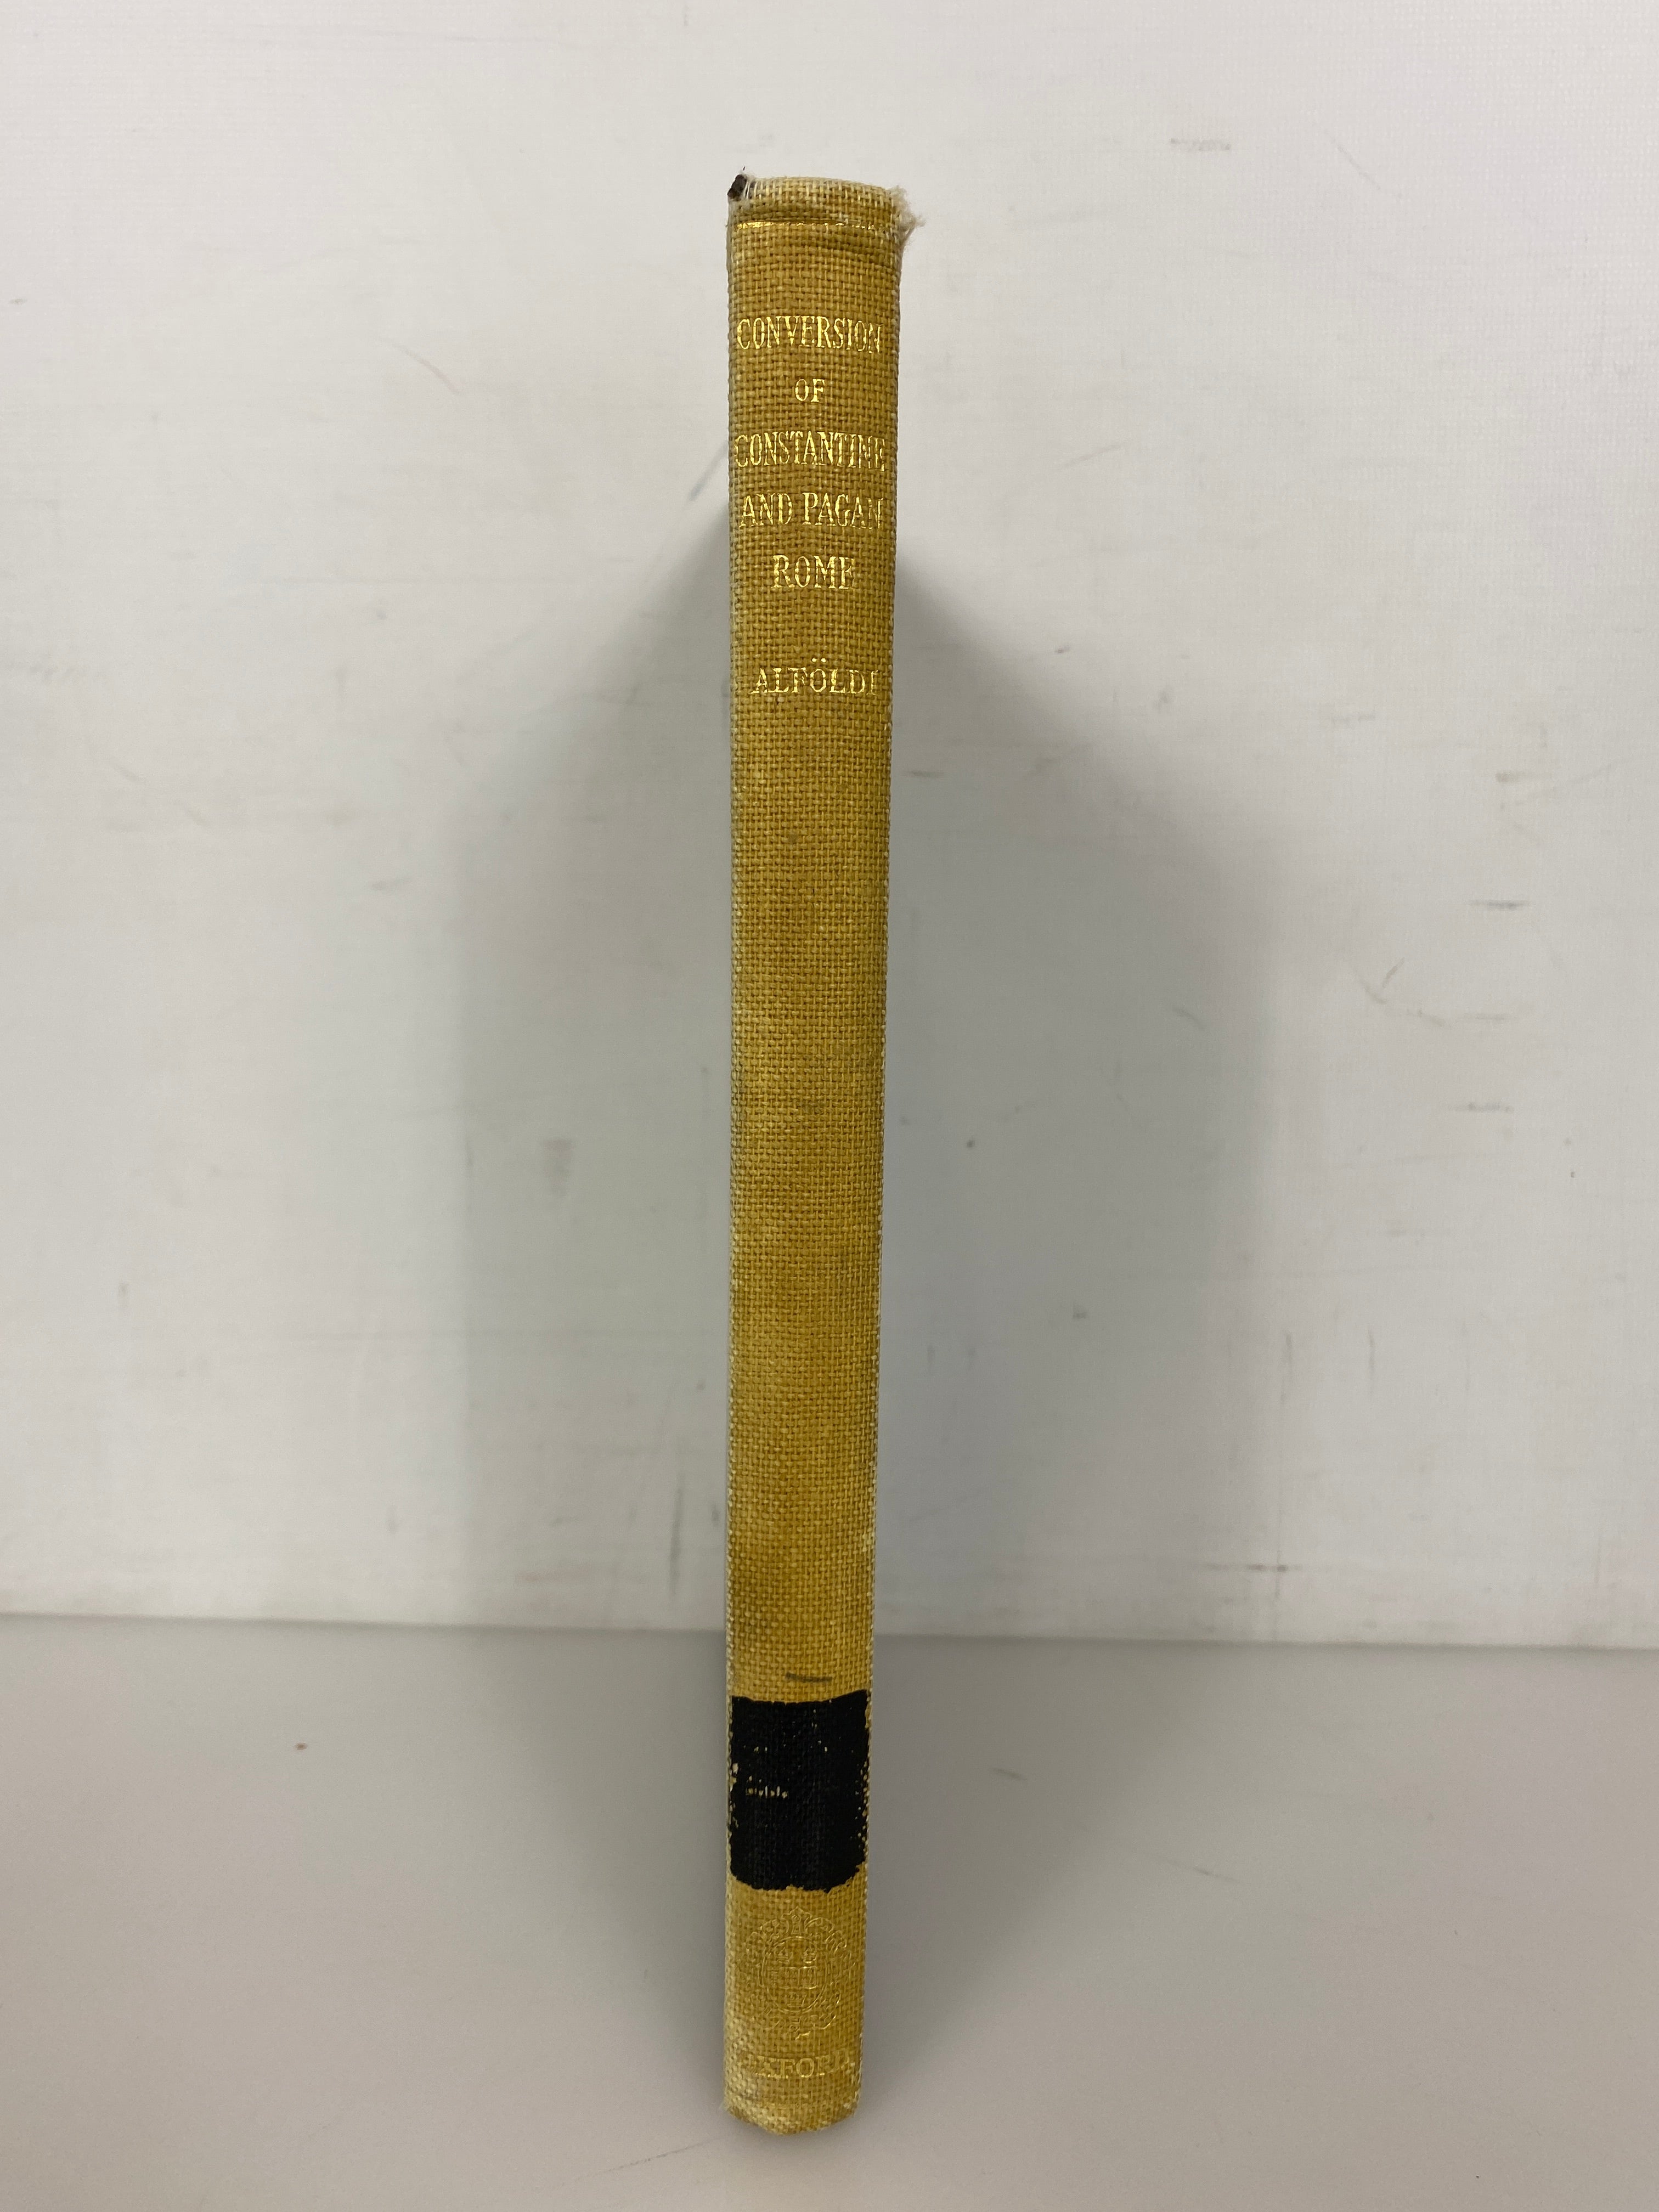 CONVERSION
OF
CONSTANTINE
AND PAGAN
ROME
ALFÖLDI
OXFORD